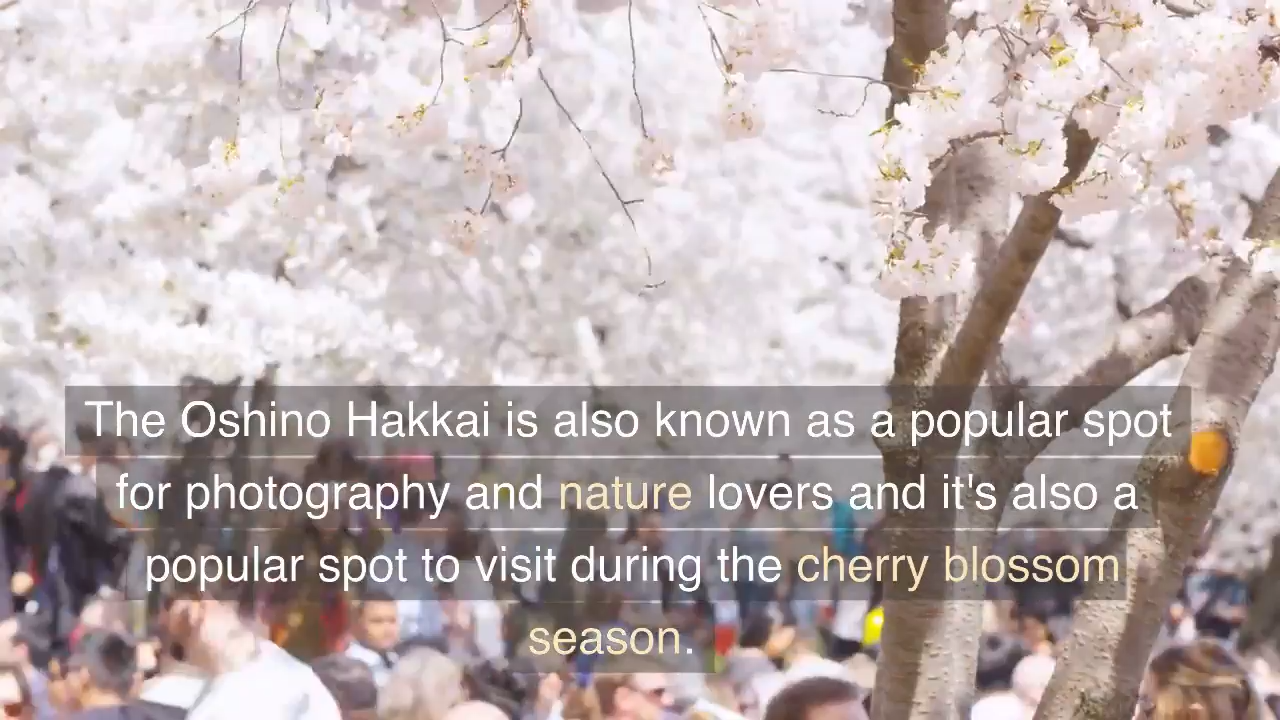 The Oshino Hakkai is also known as a popular spot
for photography and nature lovers and it's also a
popular spot to visit during the cherry blossom
season.